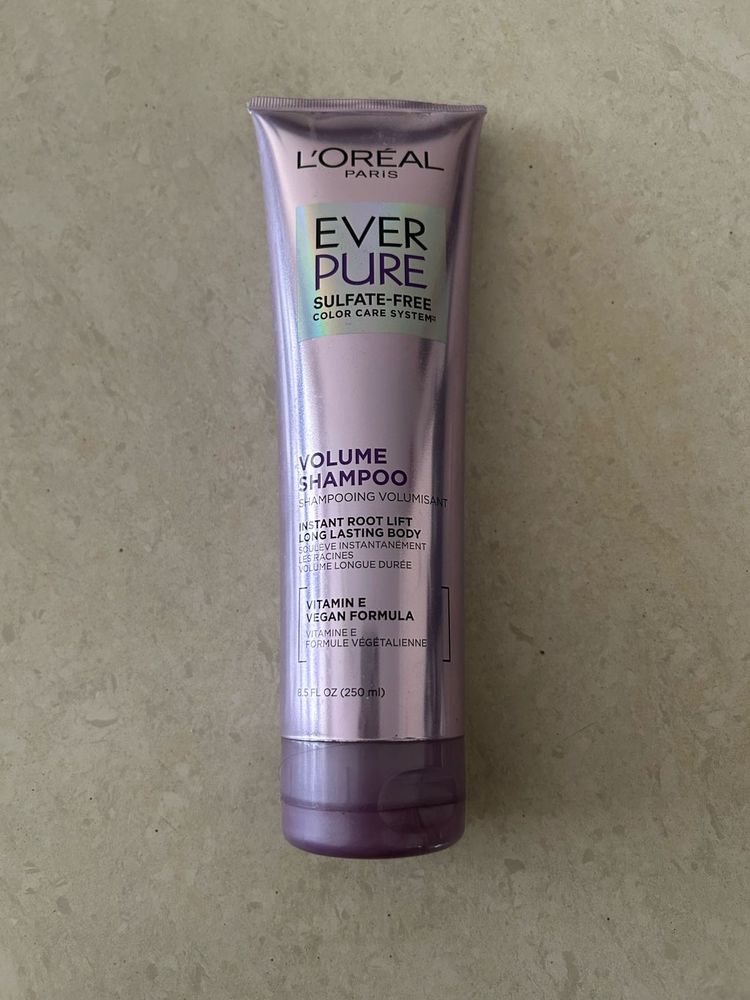 L'ORÉAL
PARIS
EVER
PURE
SULFATE-FREE
COLOR CARE SYSTEM
VOLUME
SHAMPOO
SHAMPOOING VOLUMISANT
INSTANT ROOT LIFT
LONG LASTING BODY
SOULÈVE INSTANTANÉMENT
LES RACINES
VOLUME LONGUE DURÉE
VITAMIN E
VEGAN FORMULA
VITAMINE E
FORMULE VÉGÉTALIENNE
8.5 FL OZ (250 ml)